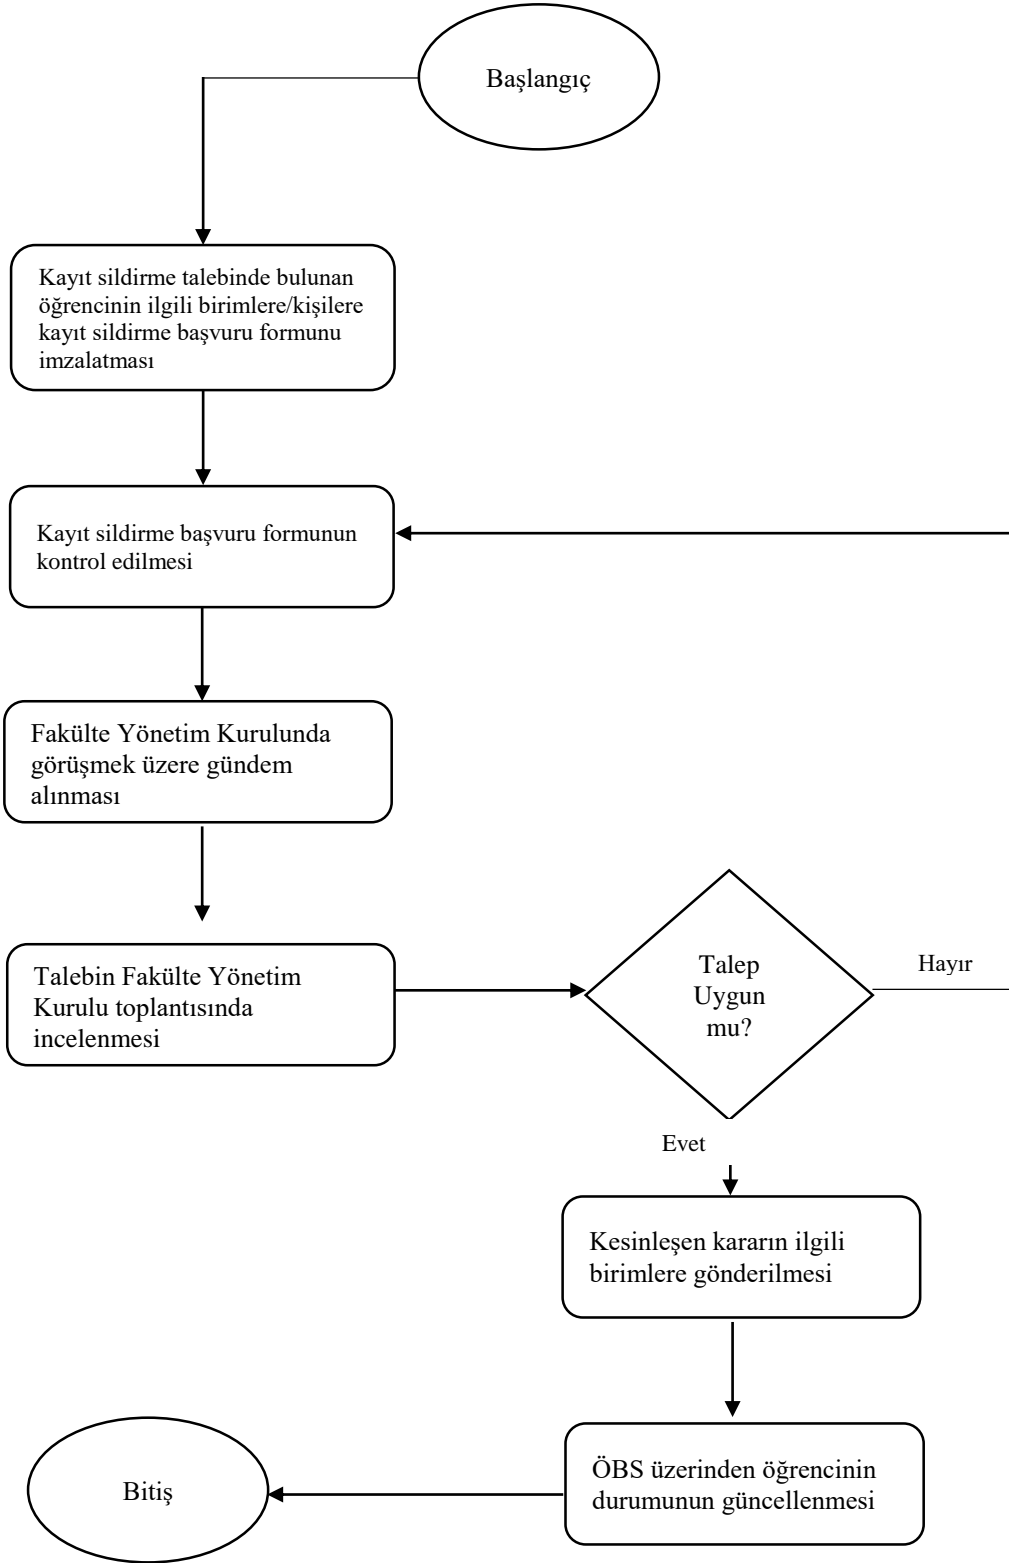 Başlangıç
Kayıt sildirme talebinde bulunan
öğrencinin ilgili birimlere/kişilere
kayıt sildirme başvuru formunu
imzalatması
Kayıt sildirme başvuru formunun
kontrol edilmesi
Fakülte Yönetim Kurulunda
görüşmek üzere gündem
alınması
Talebin Fakülte Yönetim
Kurulu toplantısında
incelenmesi
Talep
Uygun
mu?
Hayır
Evet
Kesinleşen kararın ilgili
birimlere gönderilmesi
ÖBS üzerinden öğrencinin
durumunun güncellenmesi
Bitiş